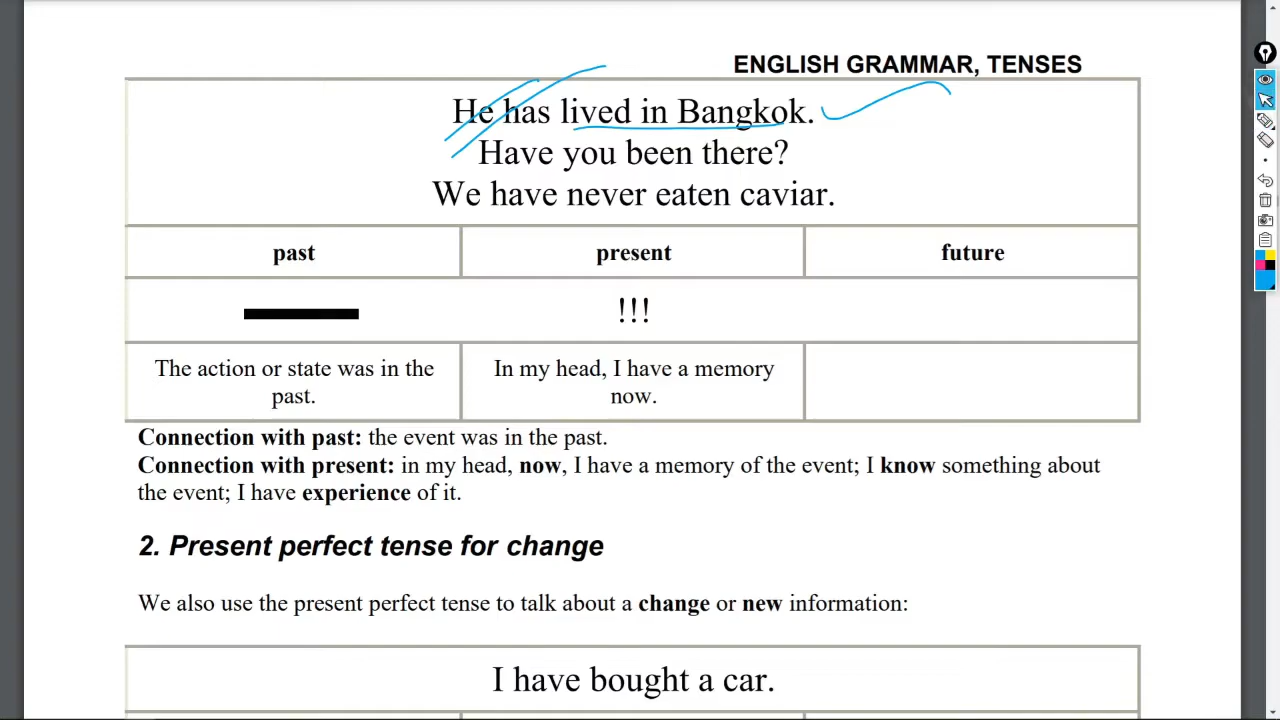 ENGLISH GRAMMAR, TENSES
He has lived in Bangkok.
Have you been there?
We have never eaten caviar.
past present future
!!!
The action or state was in the In my head, I have a memory
past. now.
Connection with past: the event was in the past.
Connection with present: in my head, now, I have a memory of the event; I know something about
the event; I have experience of it.
2. Present perfect tense for change
We also use the present perfect tense to talk about a change or new information:
I have bought a car.